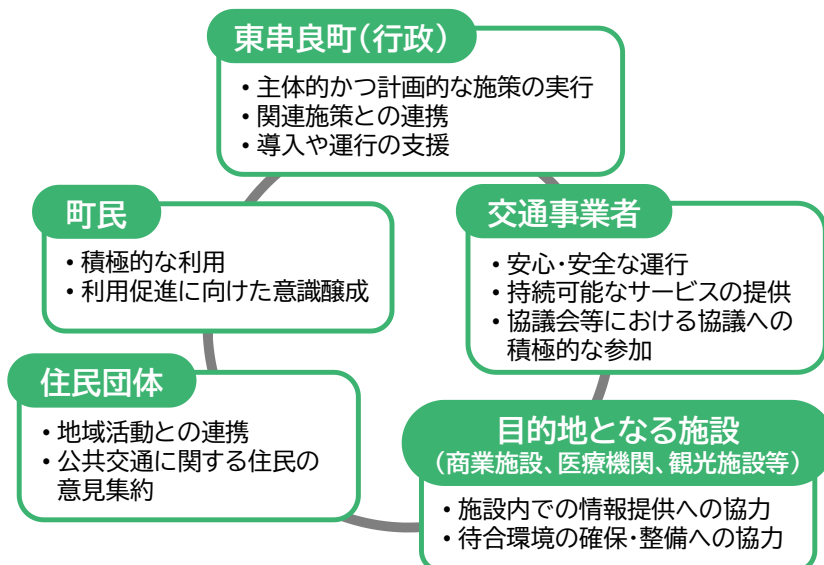 東串良町（行政）
・主体的かつ計画的な施策の実行
・関連施策との連携
・導入や運行の支援
町民
・積極的な利用
・利用促進に向けた意識醸成
交通事業者
・安心・安全な運行
・持続可能なサービスの提供
・協議会等における協議への
積極的な参加
住民団体
・地域活動との連携
・公共交通に関する住民の
意見集約
目的地となる施設
（商業施設、医療機関、観光施設等）
・施設内での情報提供への協力
・待合環境の確保・整備への協力